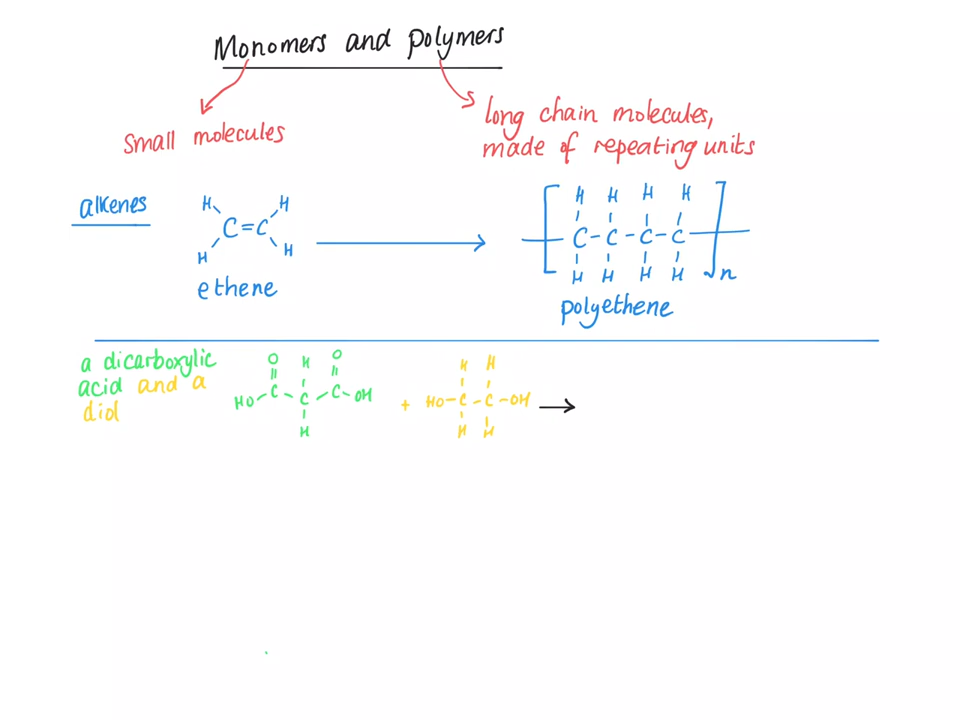 Monomers and polymers
Small molecules
long chain molecules,
made of repeating units
alkenes
H H
C=C
H H
ethene
H H H H
C-C-C-C
H H H H
n
polyethene
a dicarboxylic
acid and a
diol
O H O
HO-C-C-C-OH
H
+
H H
HO-C-C-OH
H H